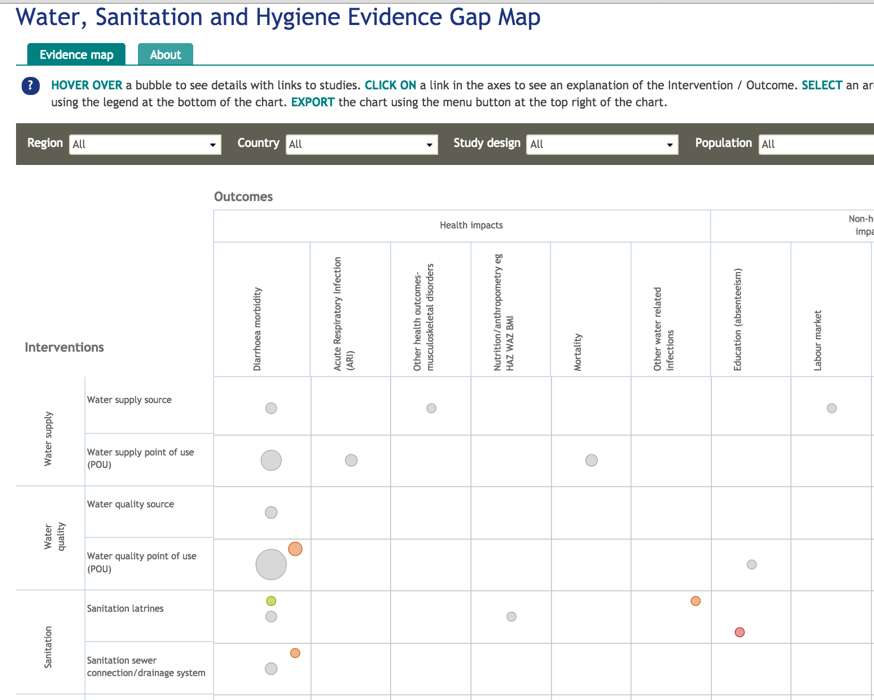 Water, Sanitation and Hygiene Evidence Gap Map
Evidence map
About
?
HOVER OVER a bubble to see details with links to studies. CLICK ON a link in the axes to see an explanation of the Intervention / Outcome. SELECT an ar
using the legend at the bottom of the chart. EXPORT the chart using the menu button at the top right of the chart.
Region All
Country All
Study design All
Population All
Outcomes
Health impacts
Non-h
impa
Diarrhoea morbidity
Acute Respiratory Infection
(ARI)
Other health outcomes-
musculoskeletal disorders
Nutrition/anthropometry eg
HAZ WAZ BMI
Mortality
Other water related
infections
Education (absenteeism)
Labour market
Interventions
Water supply
Water supply source
Water supply point of use
(POU)
Water
quality
Water quality source
Water quality point of use
(POU)
Sanitation
Sanitation latrines
Sanitation sewer
connection/drainage system